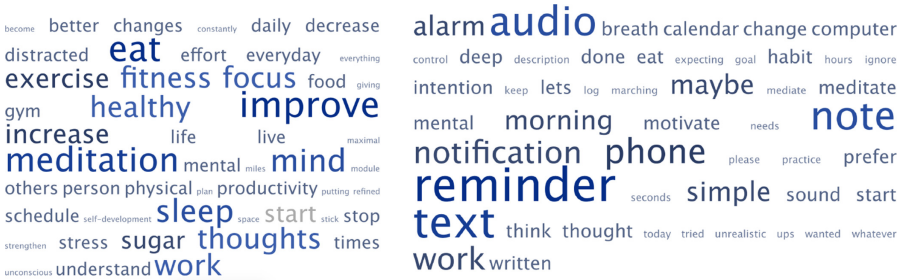 become better changes constantly daily decrease
distracted eat effort everyday everything
exercise fitness focus food giving
gym healthy improve
increase life live maximal
meditation mental miles mind module
others person physical plan productivity putting refined
schedule self-development sleep space start stick stop
strengthen stress sugar thoughts times
unconscious understand work
alarm audio breath calendar change computer
control deep description done eat expecting goal habit hours ignore
intention keep lets log marching maybe mediate meditate
mental morning motivate needs note
notification phone please practice prefer
reminder seconds simple sound start
text think thought today tried unrealistic ups wanted whatever
work written